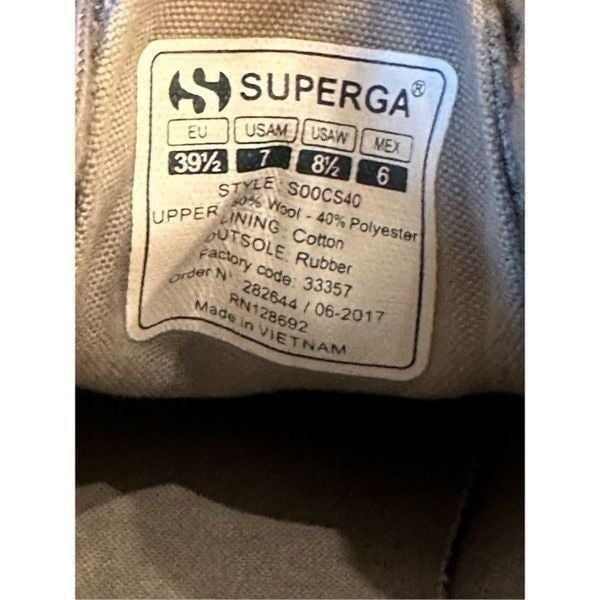 SUPERGA®
EU USAM USAW MEX
39½ 7 8½ 6
STYLE: S00CS40
UPPER 60% Wool - 40% Polyester
LINING: Cotton
OUTSOLE: Rubber
Factory code: 33357
Order N° 282644 / 06-2017
RN128692
Made in VIETNAM